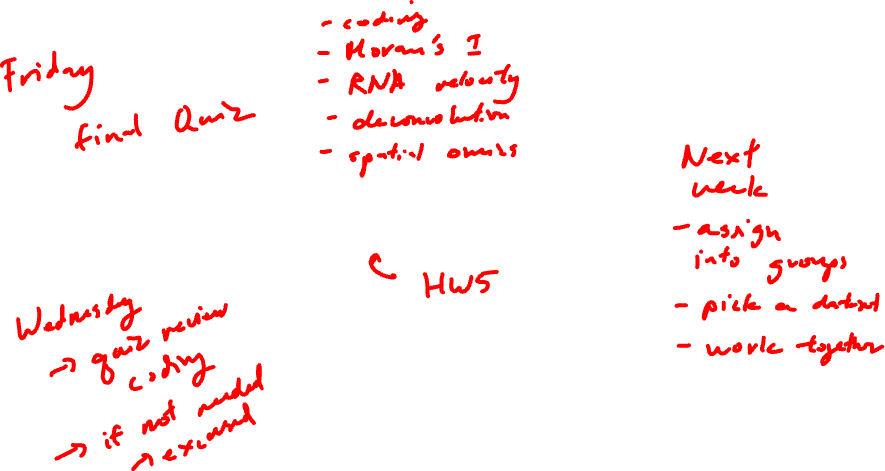 Friday
final Quiz
- coding
- Moran's I
- RNA velocity
- deconvolution
- spatial omics
HW5
Wednesday
→ quiz review
coding
→ if not needed
→ excused
Next
week
- assign
into groups
- pick a dataset
- work together